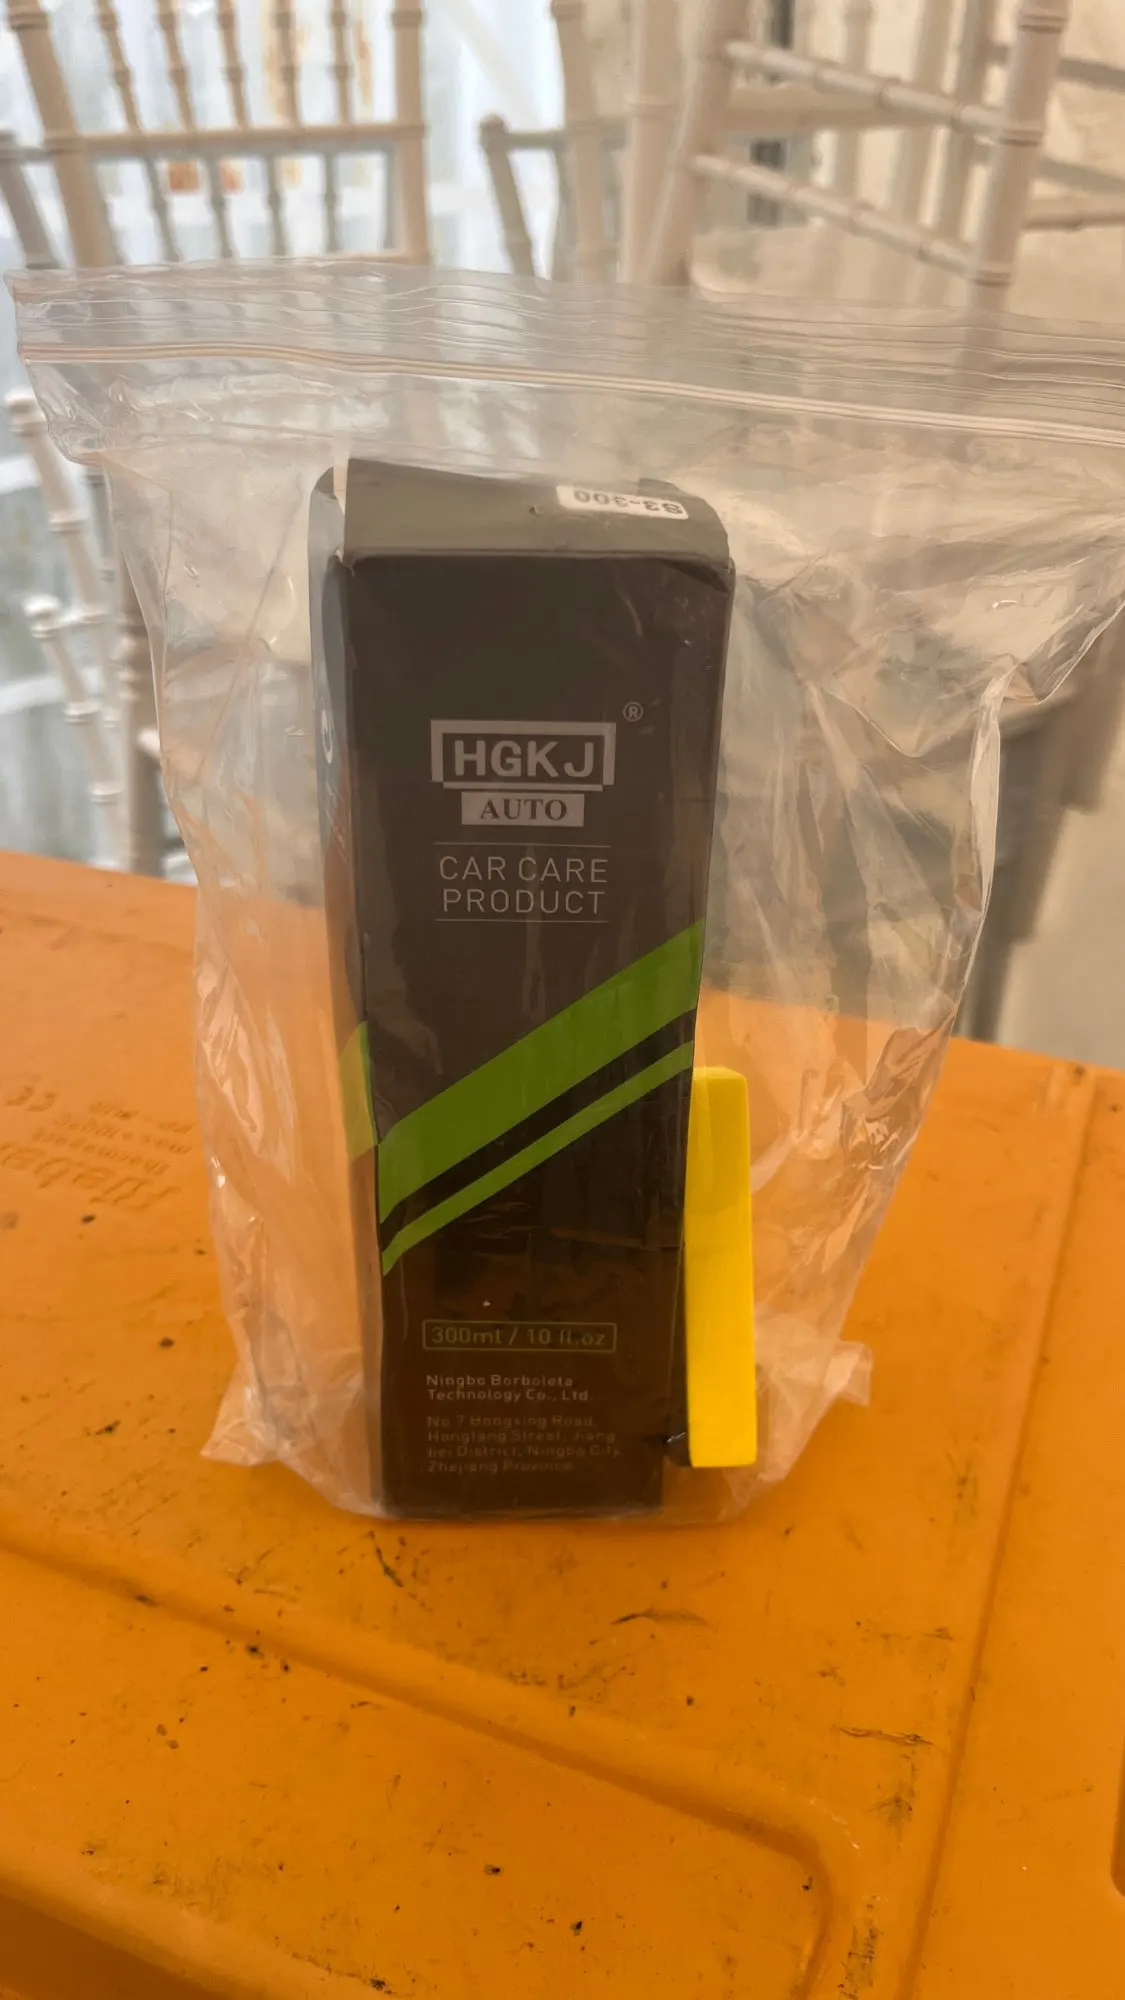 S3-300
®
HGKJ
AUTO
CAR CARE
PRODUCT
300ml / 10 fl.oz
Ningbo Borboleta
Technology Co., Ltd.
No 7 Hongxing Road,
Hongtang Street, Jiang
bei District, Ningbo City,
Zhejiang Province